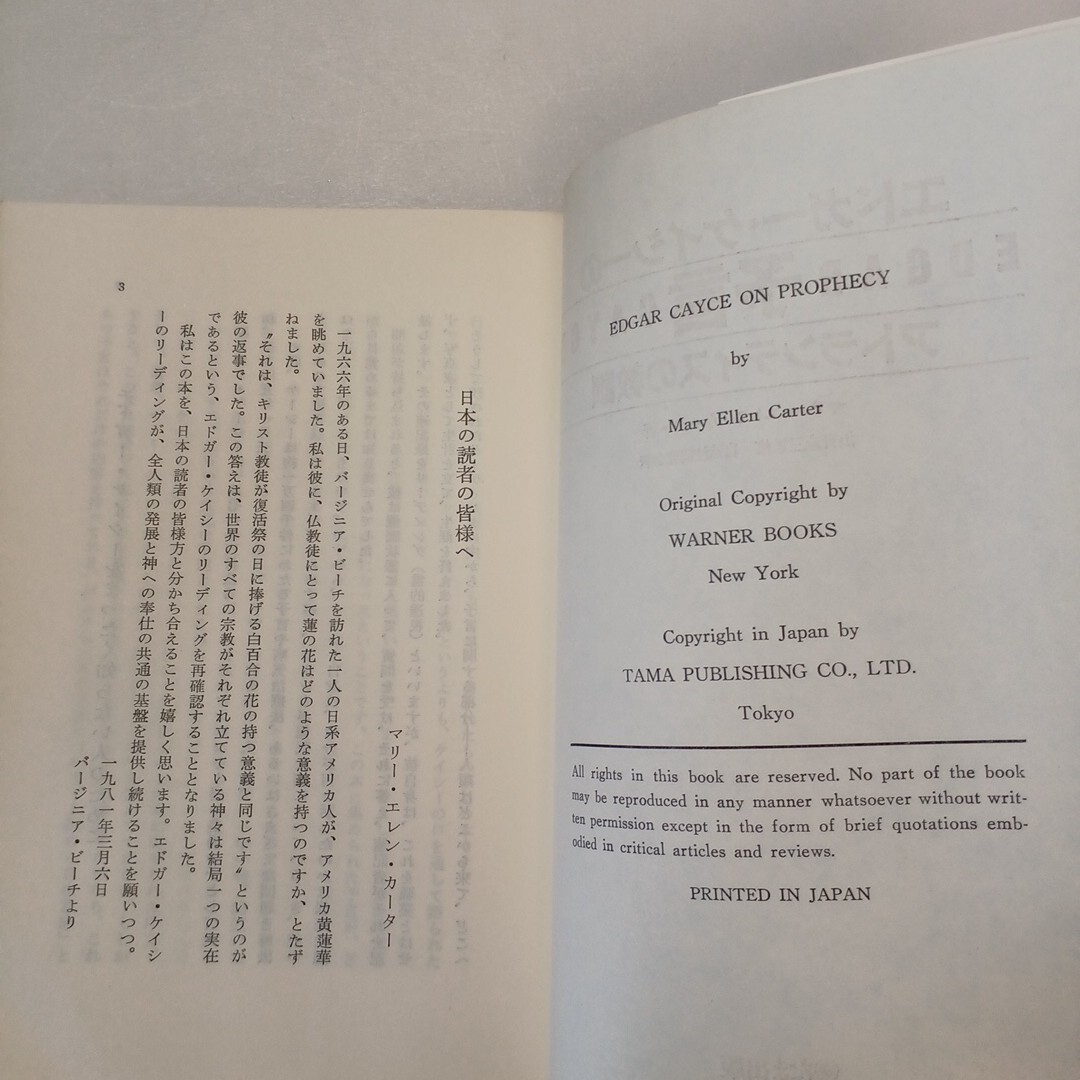 EDGAR CAYCE ON PROPHECY
by
Mary Ellen Carter
Original Copyright by
WARNER BOOKS
New York
Copyright in Japan by
TAMA PUBLISHING CO., LTD.
Tokyo
All rights in this book are reserved. No part of the book
may be reproduced in any manner whatsoever without writ-
ten permission except in the form of brief quotations emb-
odied in critical articles and reviews.
PRINTED IN JAPAN
日本の読者の皆様へ
マリー・エレン・カーター
一九六六年のある日、バージニア・ビーチを訪れた一人の日系アメリカ人が、アメリカ黄蓮華
を眺めていました。私は彼に、仏教徒にとって蓮の花はどのような意義を持つのですか、とたず
ねました。
〝それは、キリスト教徒が復活祭の日に捧げる白百合の花の持つ意義と同じです〟というのが
彼の返事でした。この答えは、世界のすべての宗教がそれぞれ立てている神々は結局一つの実在
であるという、エドガー・ケイシーのリーディングを再確認することとなりました。
私はこの本を、日本の読者の皆様方と分かち合えることを嬉しく思います。エドガー・ケイシ
ーのリーディングが、全人類の発展と神への奉仕の共通の基盤を提供し続けることを願いつつ。
一九八一年三月六日
バージニア・ビーチより
3